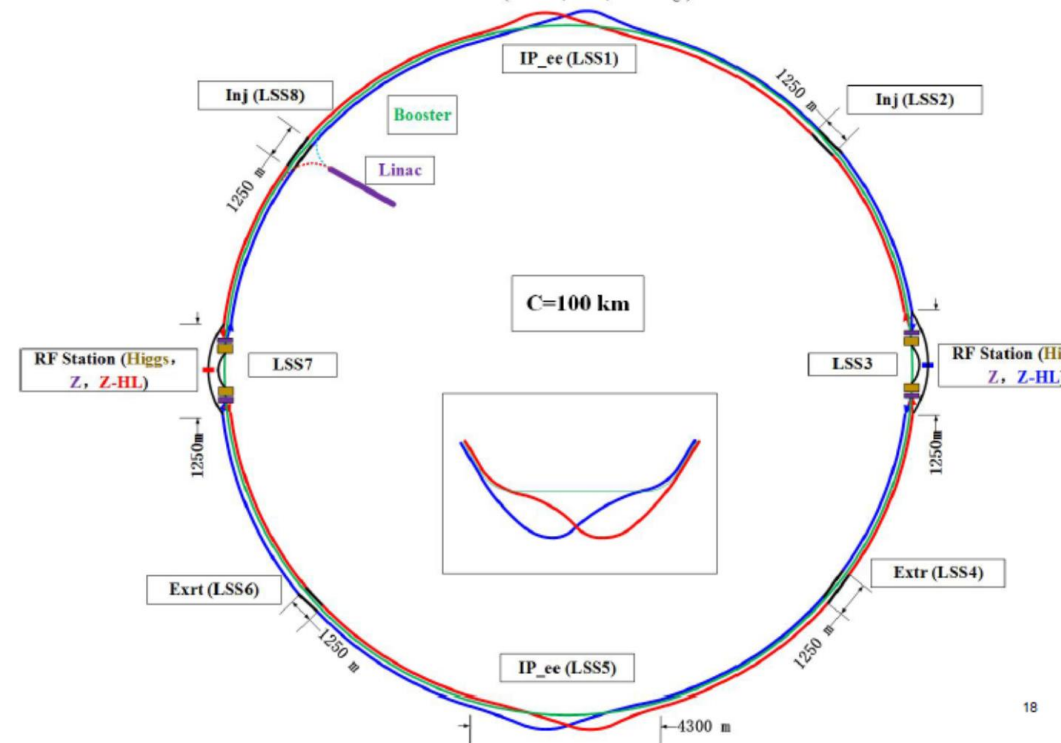 IP_ee (LSS1)
Inj (LSS8)
1250 m
Inj (LSS2)
Booster
Linac
1250 m
C=100 km
RF Station (Higgs,
Z, Z-HL)
LSS7
LSS3
RF Station (Hi
Z, Z-HL
1250m
1250m
Exrt (LSS6)
Extr (LSS4)
1250 m
1250 m
IP_ee (LSS5)
4300 m
18